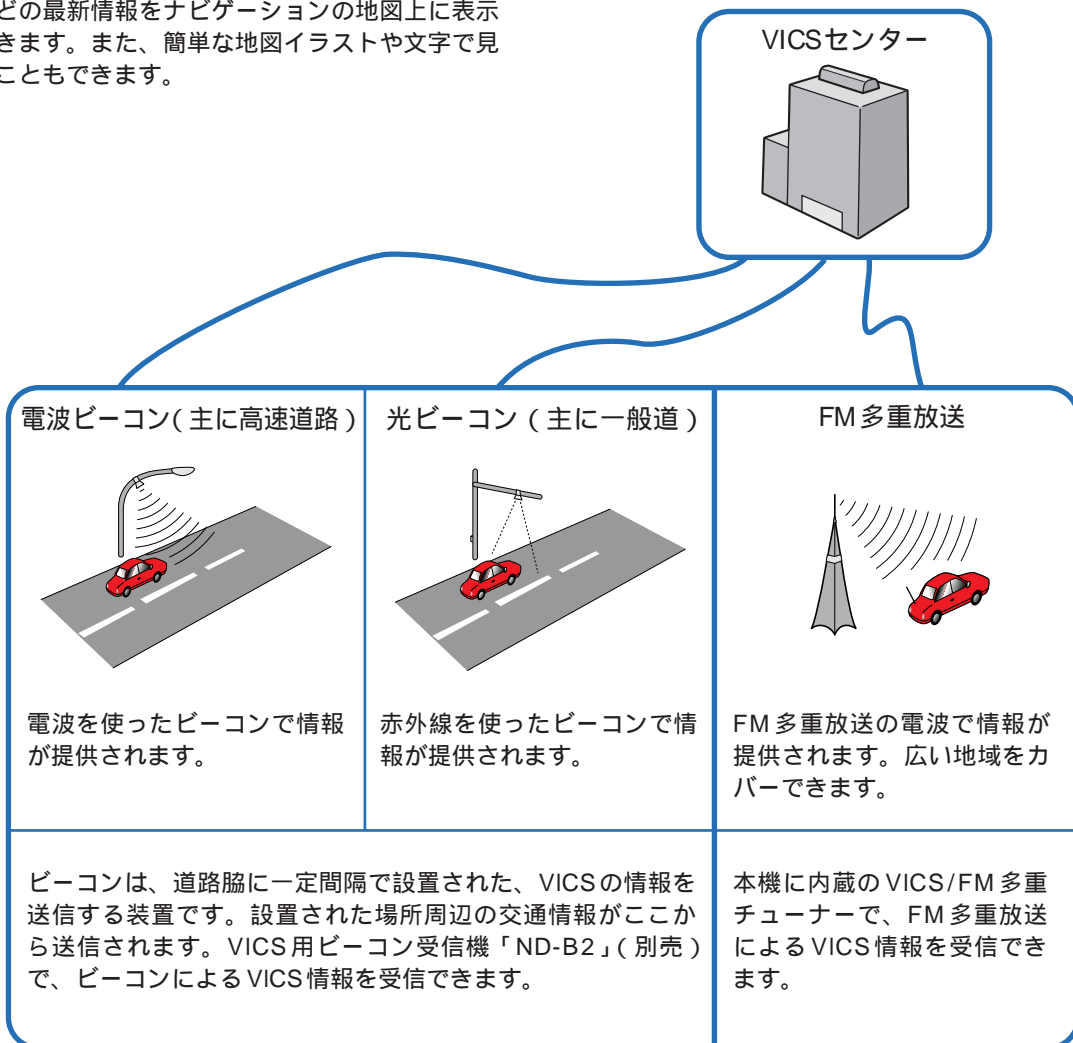 どの最新情報をナビゲーションの地図上に表示
きます。また、簡単な地図イラストや文字で見
こともできます。
VICSセンター
電波ビーコン(主に高速道路)
電波を使ったビーコンで情報
が提供されます。
光ビーコン(主に一般道)
赤外線を使ったビーコンで情
報が提供されます。
FM多重放送
FM多重放送の電波で情報が
提供されます。広い地域をカ
バーできます。
ビーコンは、道路脇に一定間隔で設置された、VICSの情報を
送信する装置です。設置された場所周辺の交通情報がここか
ら送信されます。VICS用ビーコン受信機「ND-B2」(別売)
で、ビーコンによるVICS情報を受信できます。
本機に内蔵のVICS/FM多重
チューナーで、FM多重放送
によるVICS情報を受信でき
ます。